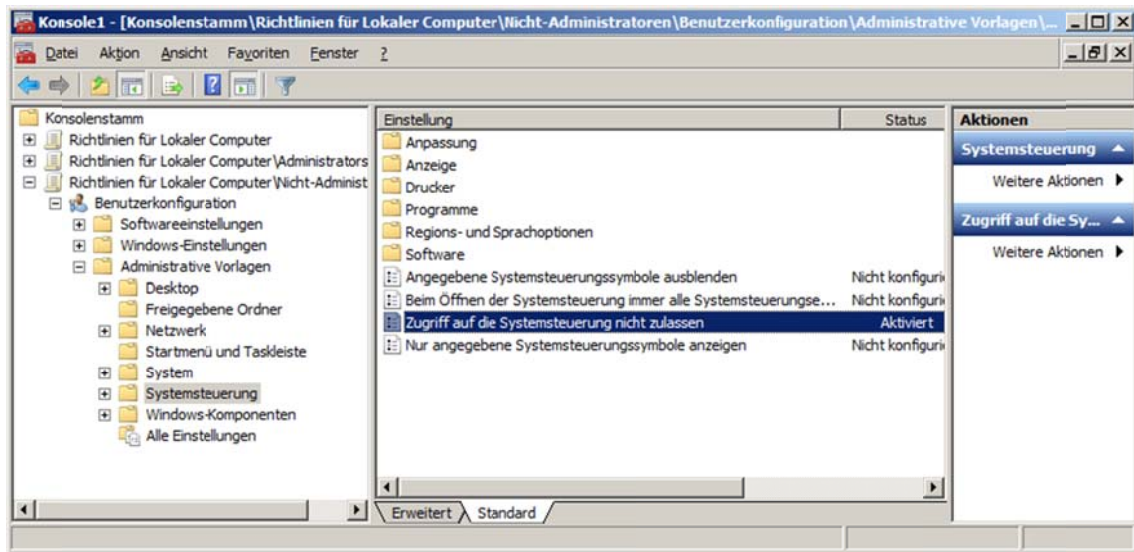 Konsole1 - [Konsolenstamm\Richtlinien für Lokaler Computer\Nicht-Administratoren\Benutzerkonfiguration\Administrative Vorlagen\...
Datei Aktion Ansicht Favoriten Fenster ?
Konsolenstamm
Richtlinien für Lokaler Computer
Richtlinien für Lokaler Computer\Administrators
Richtlinien für Lokaler Computer\Nicht-Administ
Benutzerkonfiguration
Softwareeinstellungen
Windows-Einstellungen
Administrative Vorlagen
Desktop
Freigegebene Ordner
Netzwerk
Startmenü und Taskleiste
System
Systemsteuerung
Windows-Komponenten
Alle Einstellungen
Einstellung Status
Anpassung
Anzeige
Drucker
Programme
Regions- und Sprachoptionen
Software
Angegebene Systemsteuerungssymbole ausblenden Nicht konfigurie
Beim Öffnen der Systemsteuerung immer alle Systemsteuerungse... Nicht konfigurie
Zugriff auf die Systemsteuerung nicht zulassen Aktiviert
Nur angegebene Systemsteuerungssymbole anzeigen Nicht konfigurie
Erweitert Standard
Aktionen
Systemsteuerung
Weitere Aktionen
Zugriff auf die Sy...
Weitere Aktionen